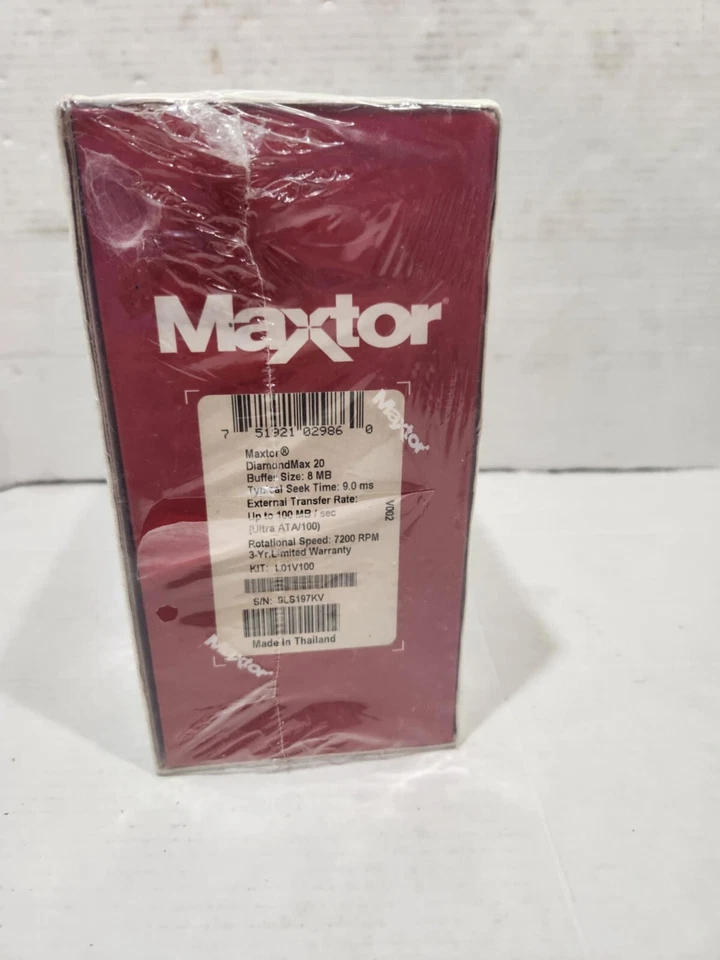 Maxtor
7 51921 02986 0
Maxtor
Maxtor®
DiamondMax 20
Buffer Size: 8 MB
Typical Seek Time: 9.0 ms
External Transfer Rate:
Up to 100 MB / sec
(Ultra ATA/100)
V002
Rotational Speed: 7200 RPM
3-Yr.Limited Warranty
KIT: L01V100
S/N:
Made in Thailand
Maxtor